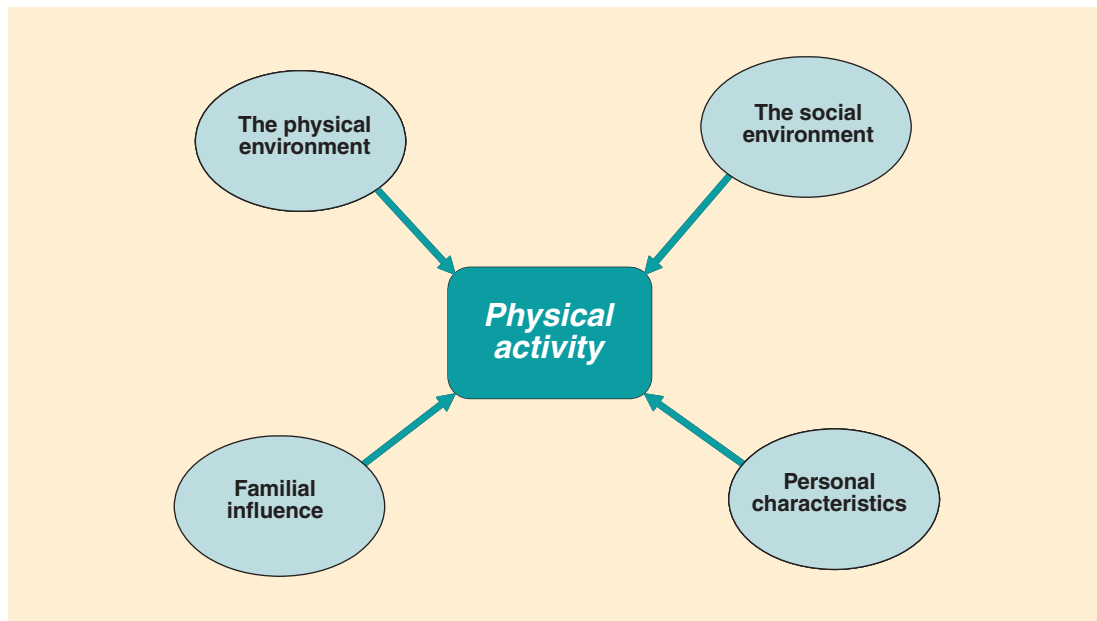 The physical
environment
The social
environment
Physical
activity
Familial
influence
Personal
characteristics